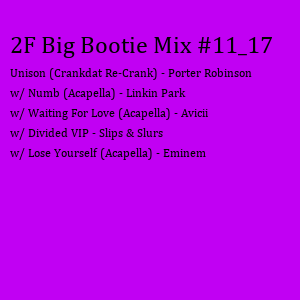 2F Big Bootie Mix #11_17
Unison (Crankdat Re-Crank) - Porter Robinson
w/ Numb (Acapella) - Linkin Park
w/ Waiting For Love (Acapella) - Avicii
w/ Divided VIP - Slips & Slurs
w/ Lose Yourself (Acapella) - Eminem